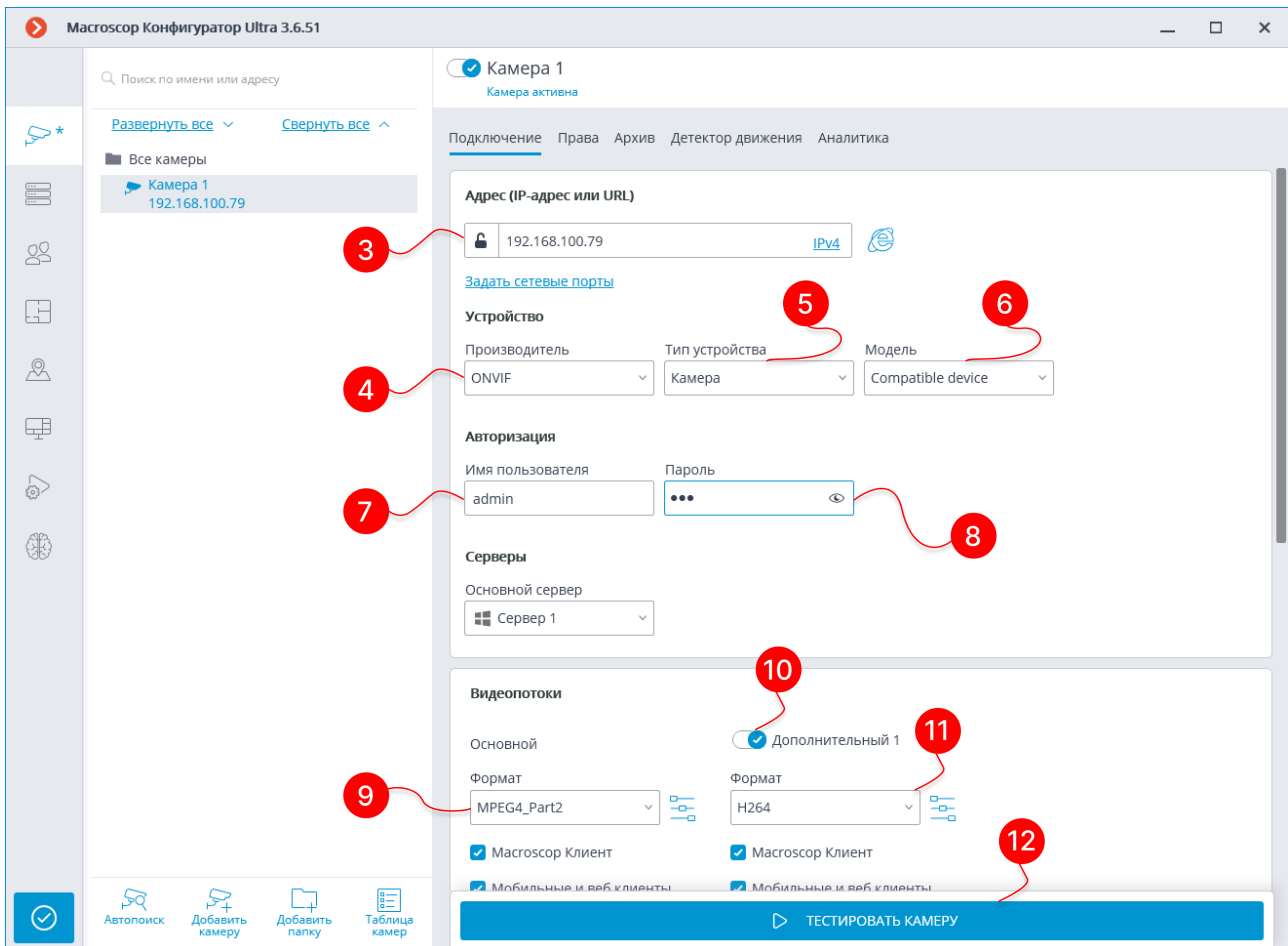 Macroscop Конфигуратор Ultra 3.6.51
Поиск по имени или адресу
Развернуть все
Свернуть все
Все камеры
Камера 1
192.168.100.79
Автопоиск
Добавить
камеру
Добавить
папку
Таблица
камер
Камера 1
Камера активна
Подключение Права Архив Детектор движения Аналитика
Адрес (IP-адрес или URL)
3
192.168.100.79 IPv4
Задать сетевые порты
5
6
Устройство
Производитель Тип устройства Модель
4
ONVIF Камера Compatible device
Авторизация
Имя пользователя Пароль
7
admin ●●●
8
Серверы
Основной сервер
Сервер 1
10
Видеопотоки
11
Основной Дополнительный 1
Формат Формат
9
MPEG4_Part2 H264
12
Macroscop Клиент Macroscop Клиент
Мобильные и веб клиенты Мобильные и веб клиенты
ТЕСТИРОВАТЬ КАМЕРУ